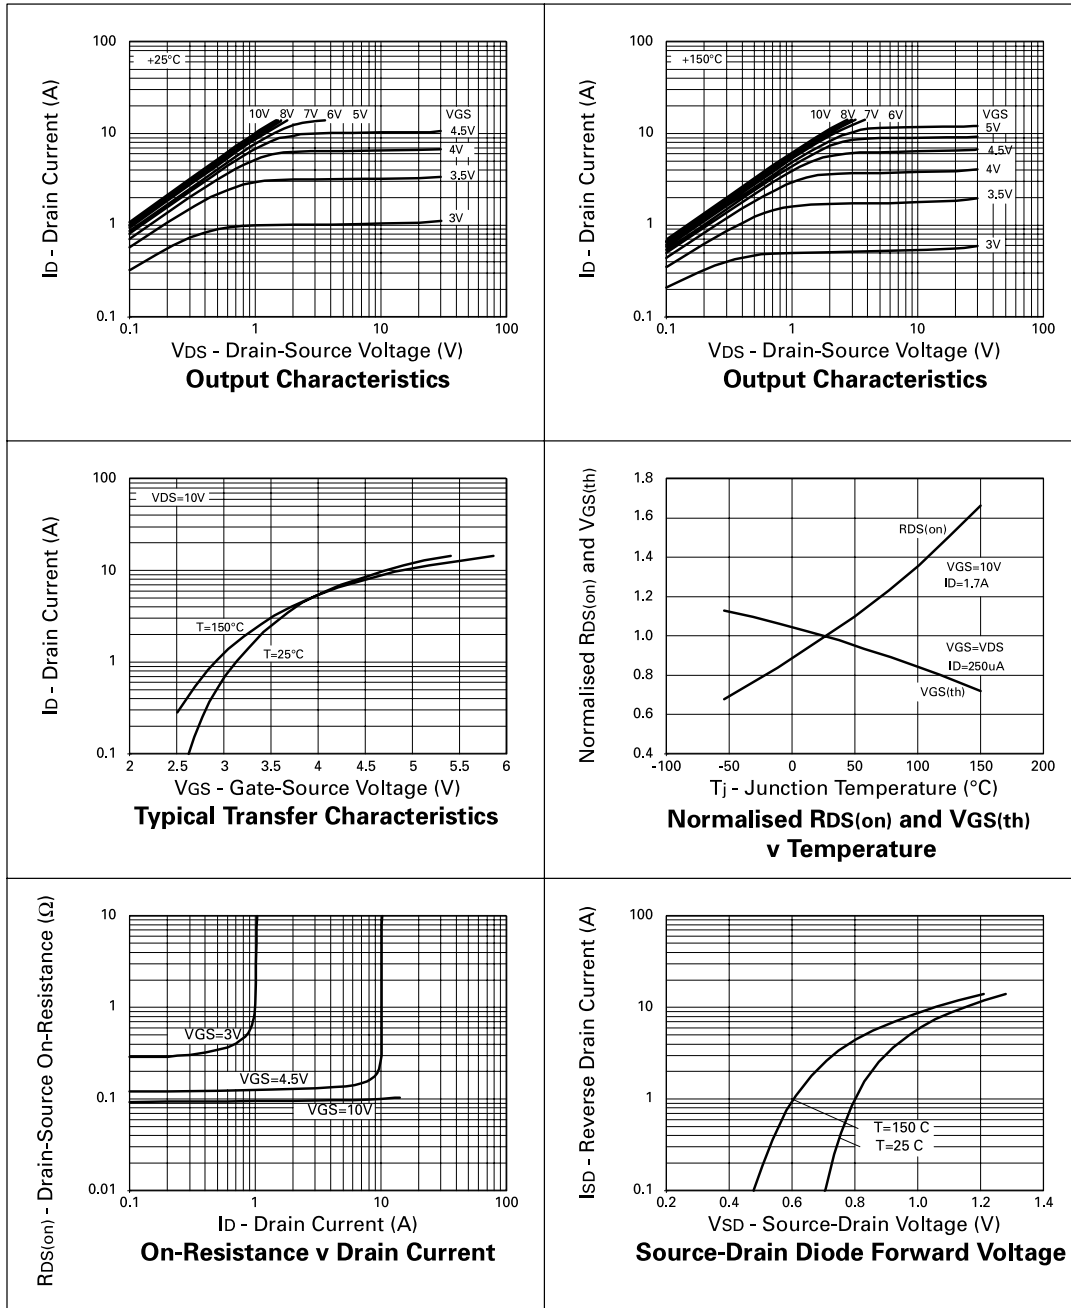 100
10
1
0.1
ID - Drain Current (A)
+25°C
10V 8V 7V 6V 5V VGS
4.5V
4V
3.5V
3V
0.1 1 10 100
VDS - Drain-Source Voltage (V)
Output Characteristics
100
10
1
0.1
ID - Drain Current (A)
+150°C
10V 8V 7V 6V VGS
5V
4.5V
4V
3.5V
3V
0.1 1 10 100
VDS - Drain-Source Voltage (V)
Output Characteristics
100
10
1
0.1
ID - Drain Current (A)
VDS=10V
T=150°C
T=25°C
2 2.5 3 3.5 4 4.5 5 5.5 6
VGS - Gate-Source Voltage (V)
Typical Transfer Characteristics
1.8
1.6
1.4
1.2
1.0
0.8
0.6
0.4
Normalised RDS(on) and VGS(th)
RDS(on)
VGS=10V
ID=1.7A
VGS=VDS
ID=250uA
VGS(th)
-100 -50 0 50 100 150 200
Tj - Junction Temperature (°C)
Normalised RDS(on) and VGS(th)
v Temperature
10
1
0.1
0.01
RDS(on) - Drain-Source On-Resistance (Ω)
VGS=3V
VGS=4.5V
VGS=10V
0.1 1 10 100
ID - Drain Current (A)
On-Resistance v Drain Current
100
10
1
0.1
ISD - Reverse Drain Current (A)
T=150 C
T=25 C
0.2 0.4 0.6 0.8 1.0 1.2 1.4
VSD - Source-Drain Voltage (V)
Source-Drain Diode Forward Voltage